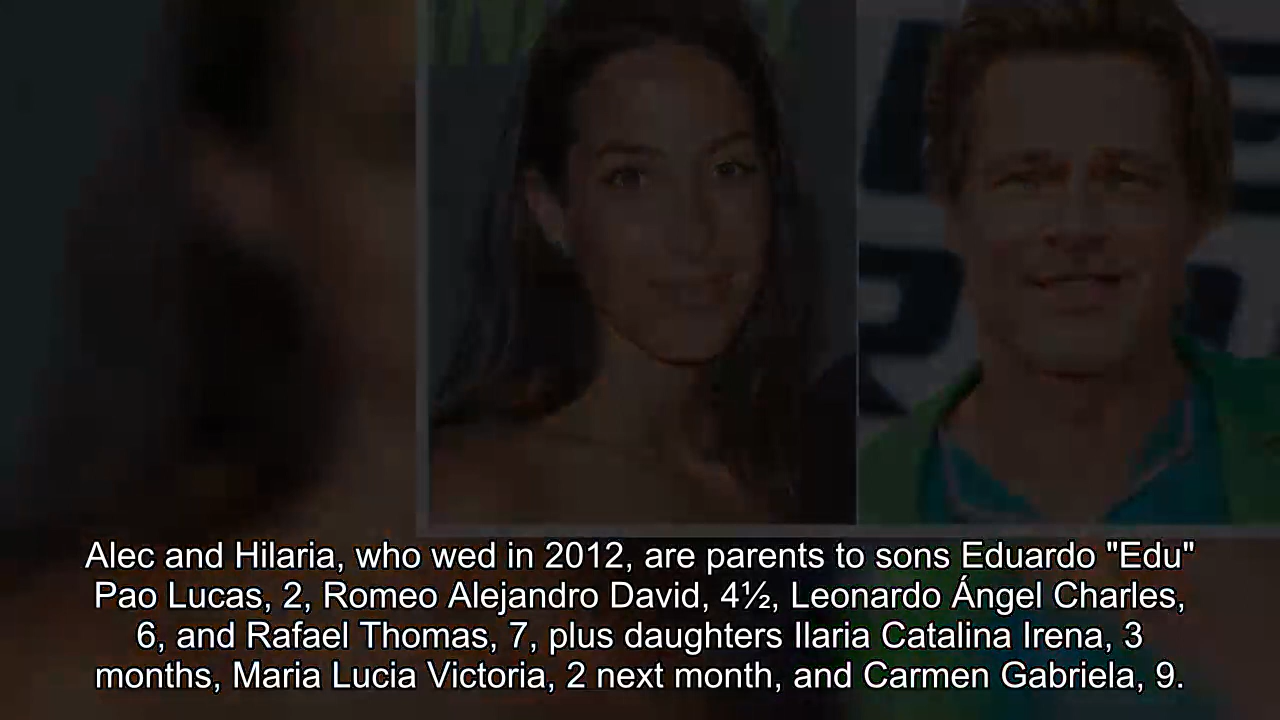 Alec and Hilaria, who wed in 2012, are parents to sons Eduardo "Edu"
Pao Lucas, 2, Romeo Alejandro David, 4½, Leonardo Ángel Charles,
6, and Rafael Thomas, 7, plus daughters Ilaria Catalina Irena, 3
months, Maria Lucia Victoria, 2 next month, and Carmen Gabriela, 9.